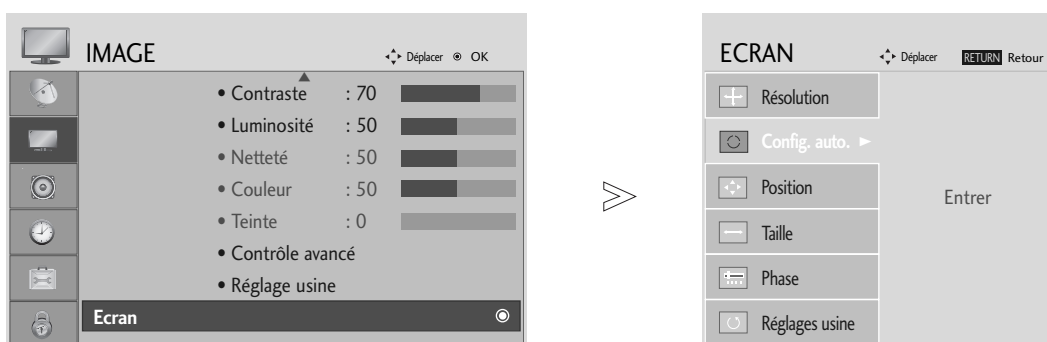 IMAGE
Déplacer OK
• Contraste : 70
• Luminosité : 50
• Netteté : 50
• Couleur : 50
• Teinte : 0
• Contrôle avancé
• Réglage usine
Ecran
ECRAN
Déplacer RETURN Retour
Résolution
Config. auto. ►
Position
Taille
Phase
Réglages usine
Entrer